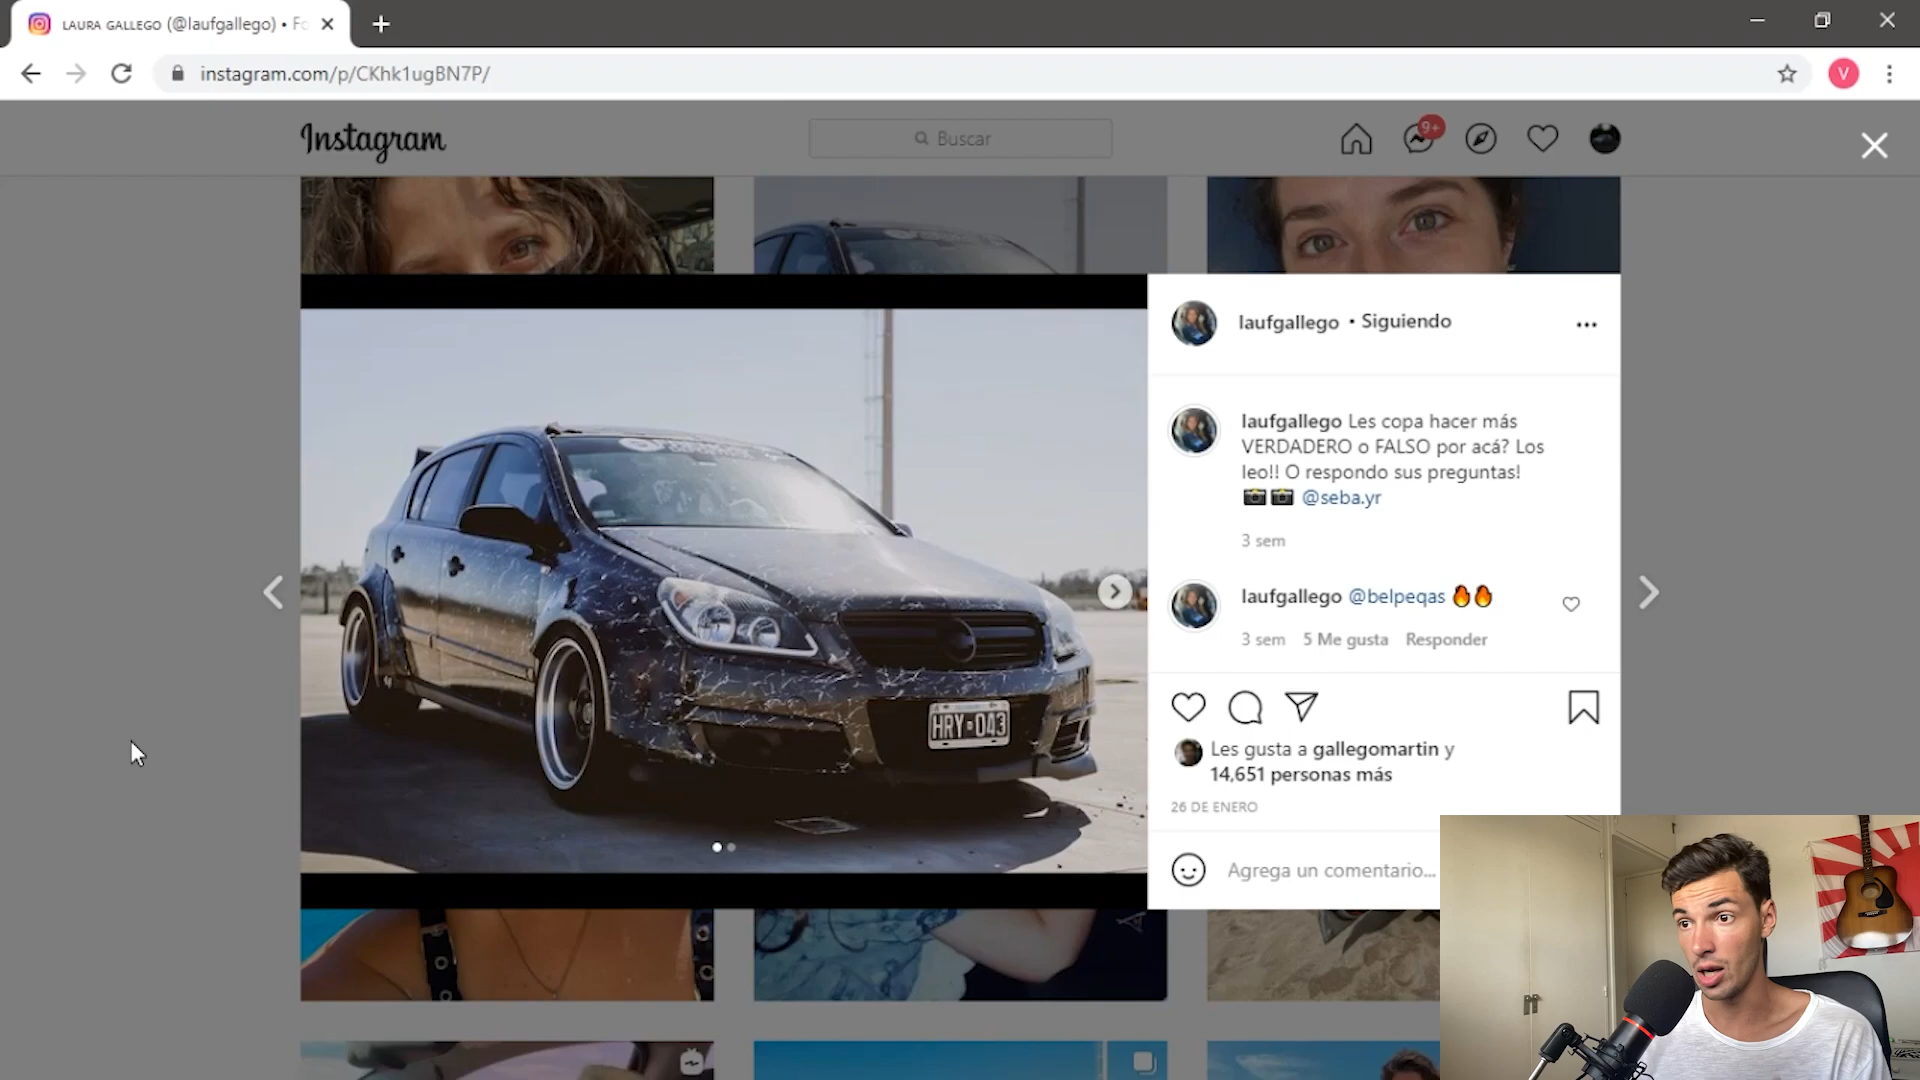 LAURA GALLEGO (@laufgallego) • Fo
instagram.com/p/CKhk1ugBN7P/
V
Instagram
Buscar
9+
laufgallego • Siguiendo
laufgallego Les copa hacer más
VERDADERO o FALSO por acá? Los
leo!! O respondo sus preguntas!
@seba.yr
3 sem
laufgallego @belpeqas
3 sem 5 Me gusta Responder
HRY-043
Les gusta a gallegomartin y
14,651 personas más
26 DE ENERO
Agrega un comentario...